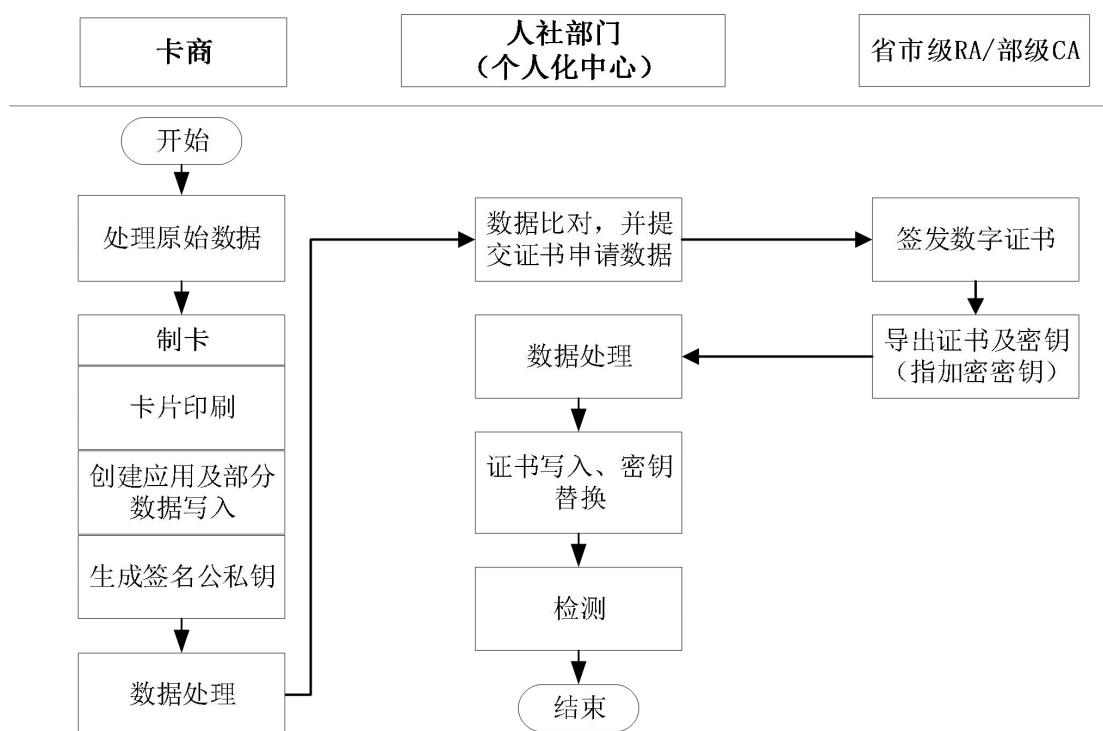 卡商
人社部门
（个人化中心）
省市级RA/部级CA
开始
处理原始数据
制卡
卡片印刷
创建应用及部分
数据写入
生成签名公私钥
数据处理
数据比对，并提
交证书申请数据
签发数字证书
导出证书及密钥
（指加密密钥）
数据处理
证书写入、密钥
替换
检测
结束